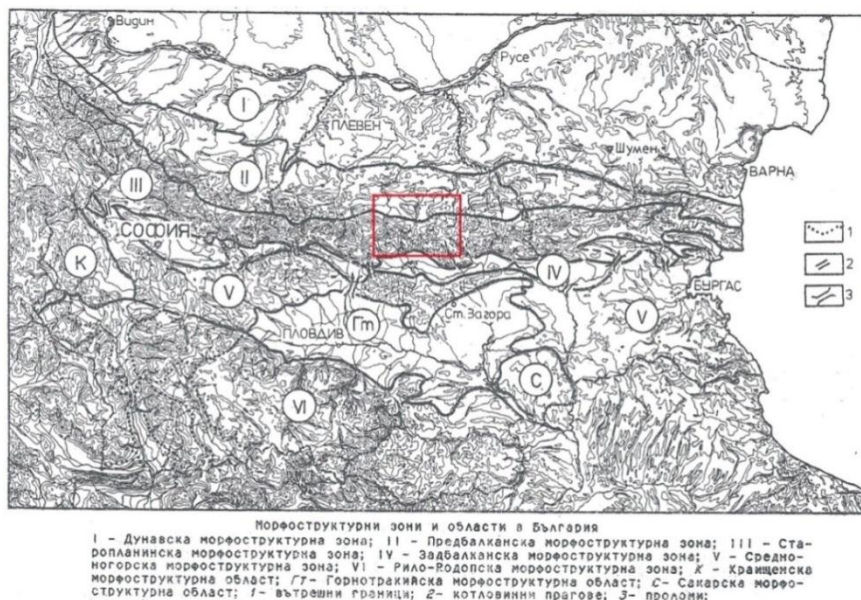 Видин
Русе
I
ПЛЕВЕН
Шумен
II
ВАРНА
III
СОФИЯ
1
К
IV
2
V
БУРГАС
3
Гт
Ст. Загора
V
ПЛОВДИВ
С
VI
Морфоструктурни зони и области в България
I – Дунавска морфоструктурна зона; II – Предбалканска морфоструктурна зона; III – Ста-
ропланинска морфоструктурна зона; IV – Задбалканска морфоструктурна зона; V – Средно-
ногорска морфоструктурна зона; VI – Рило-Родопска морфоструктурна зона; К – Краищенска
морфоструктурна област; Гт – Горнотракийска морфоструктурна област; С – Сакарска морфо-
структурна област; 1 – вътрешни граници; 2 – котловинни прагове; 3 – проломи;